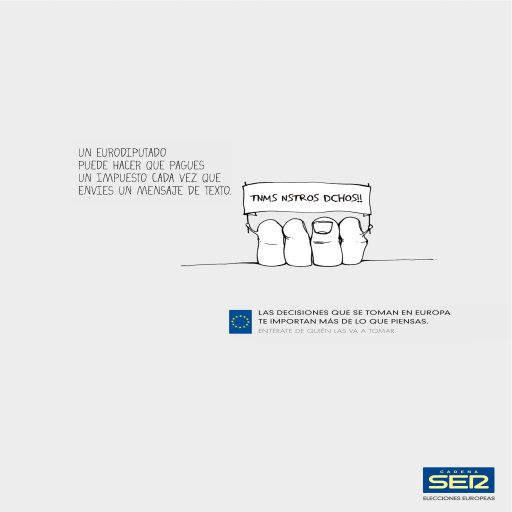 UN EURODIPUTADO
PUEDE HACER QUE PAGUES
UN IMPUESTO CADA VEZ QUE
ENVIES UN MENSAJE DE TEXTO.
TNMS NSTROS DCHOS!!
LAS DECISIONES QUE SE TOMAN EN EUROPA
TE IMPORTAN MÁS DE LO QUE PIENSAS.
ENTÉRATE DE QUIÉN LAS VA A TOMAR.
CADENA
SER
ELECCIONES EUROPEAS